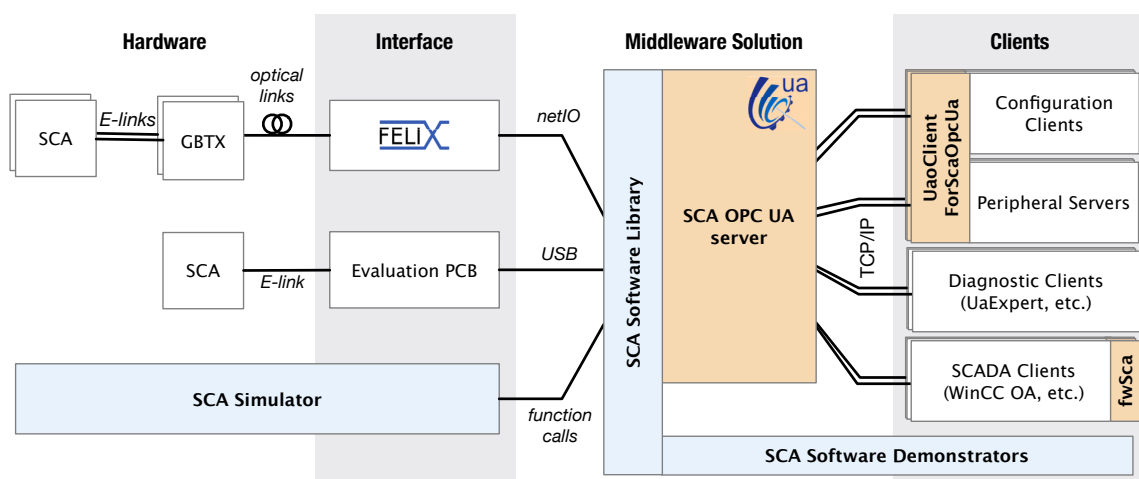 Hardware
Interface
Middleware Solution
Clients
SCA
E-links
GBTX
optical
links
FELIX
netIO
SCA
E-link
Evaluation PCB
USB
SCA Simulator
function
calls
SCA Software Library
ua
SCA OPC UA
server
TCP/IP
UaoClient
ForScaOpcUa
Configuration
Clients
Peripheral Servers
Diagnostic Clients
(UaExpert, etc.)
SCADA Clients
(WinCC OA, etc.)
fwSca
SCA Software Demonstrators